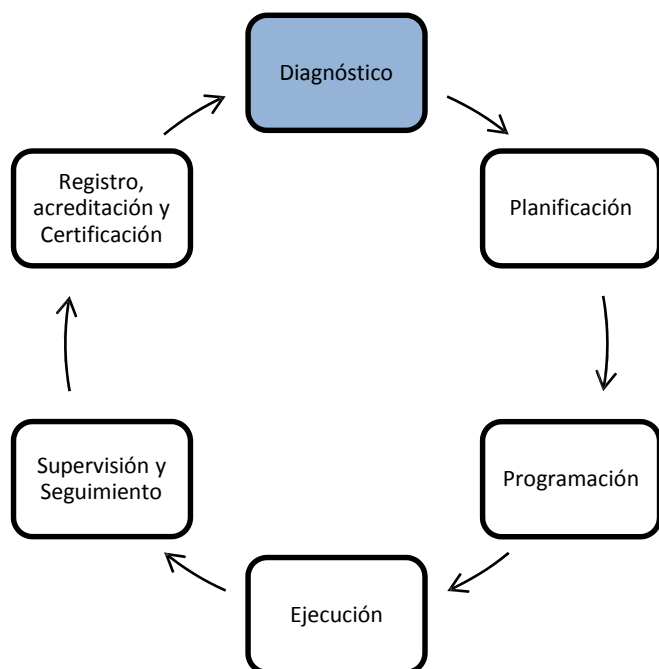 Diagnóstico
Planificación
Programación
Ejecución
Supervisión y
Seguimiento
Registro,
acreditación y
Certificación